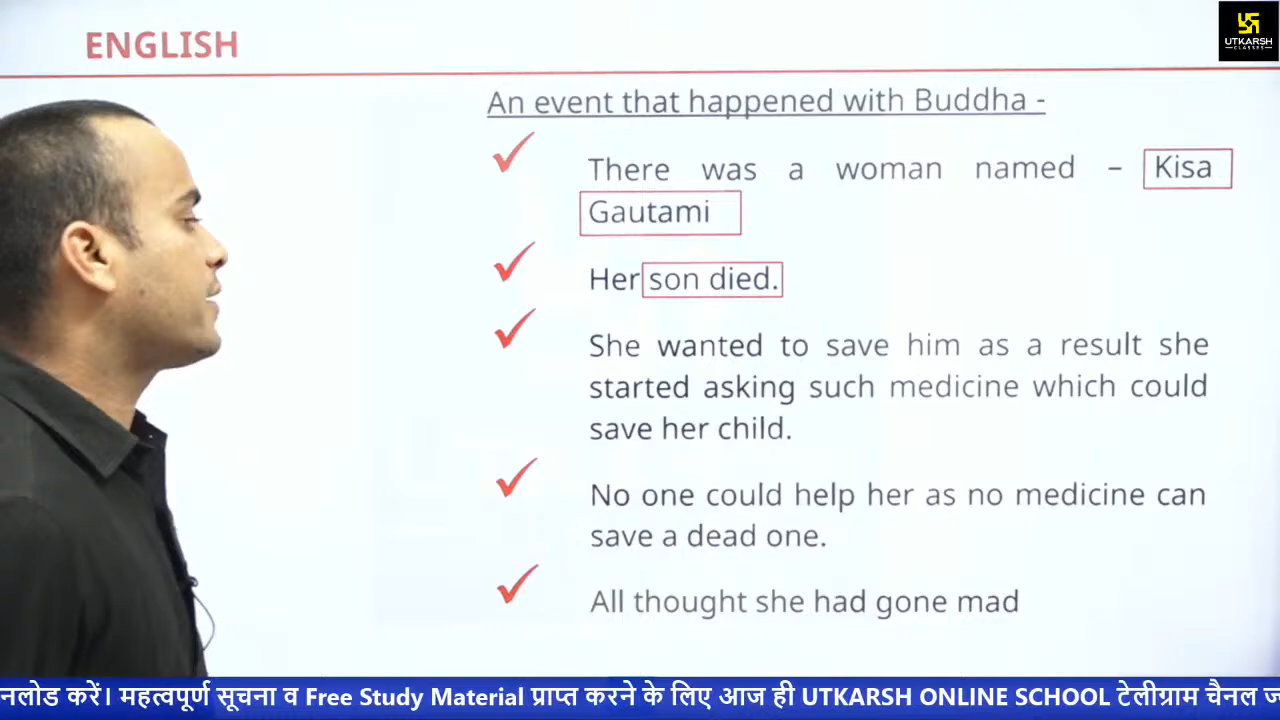 ENGLISH
UTKARSH
CLASSES
An event that happened with Buddha -
There was a woman named – Kisa
Gautami
Her son died.
She wanted to save him as a result she
started asking such medicine which could
save her child.
No one could help her as no medicine can
save a dead one.
All thought she had gone mad
नलोड करें। महत्वपूर्ण सूचना व Free Study Material प्राप्त करने के लिए आज ही UTKARSH ONLINE SCHOOL टेलीग्राम चैनल ज